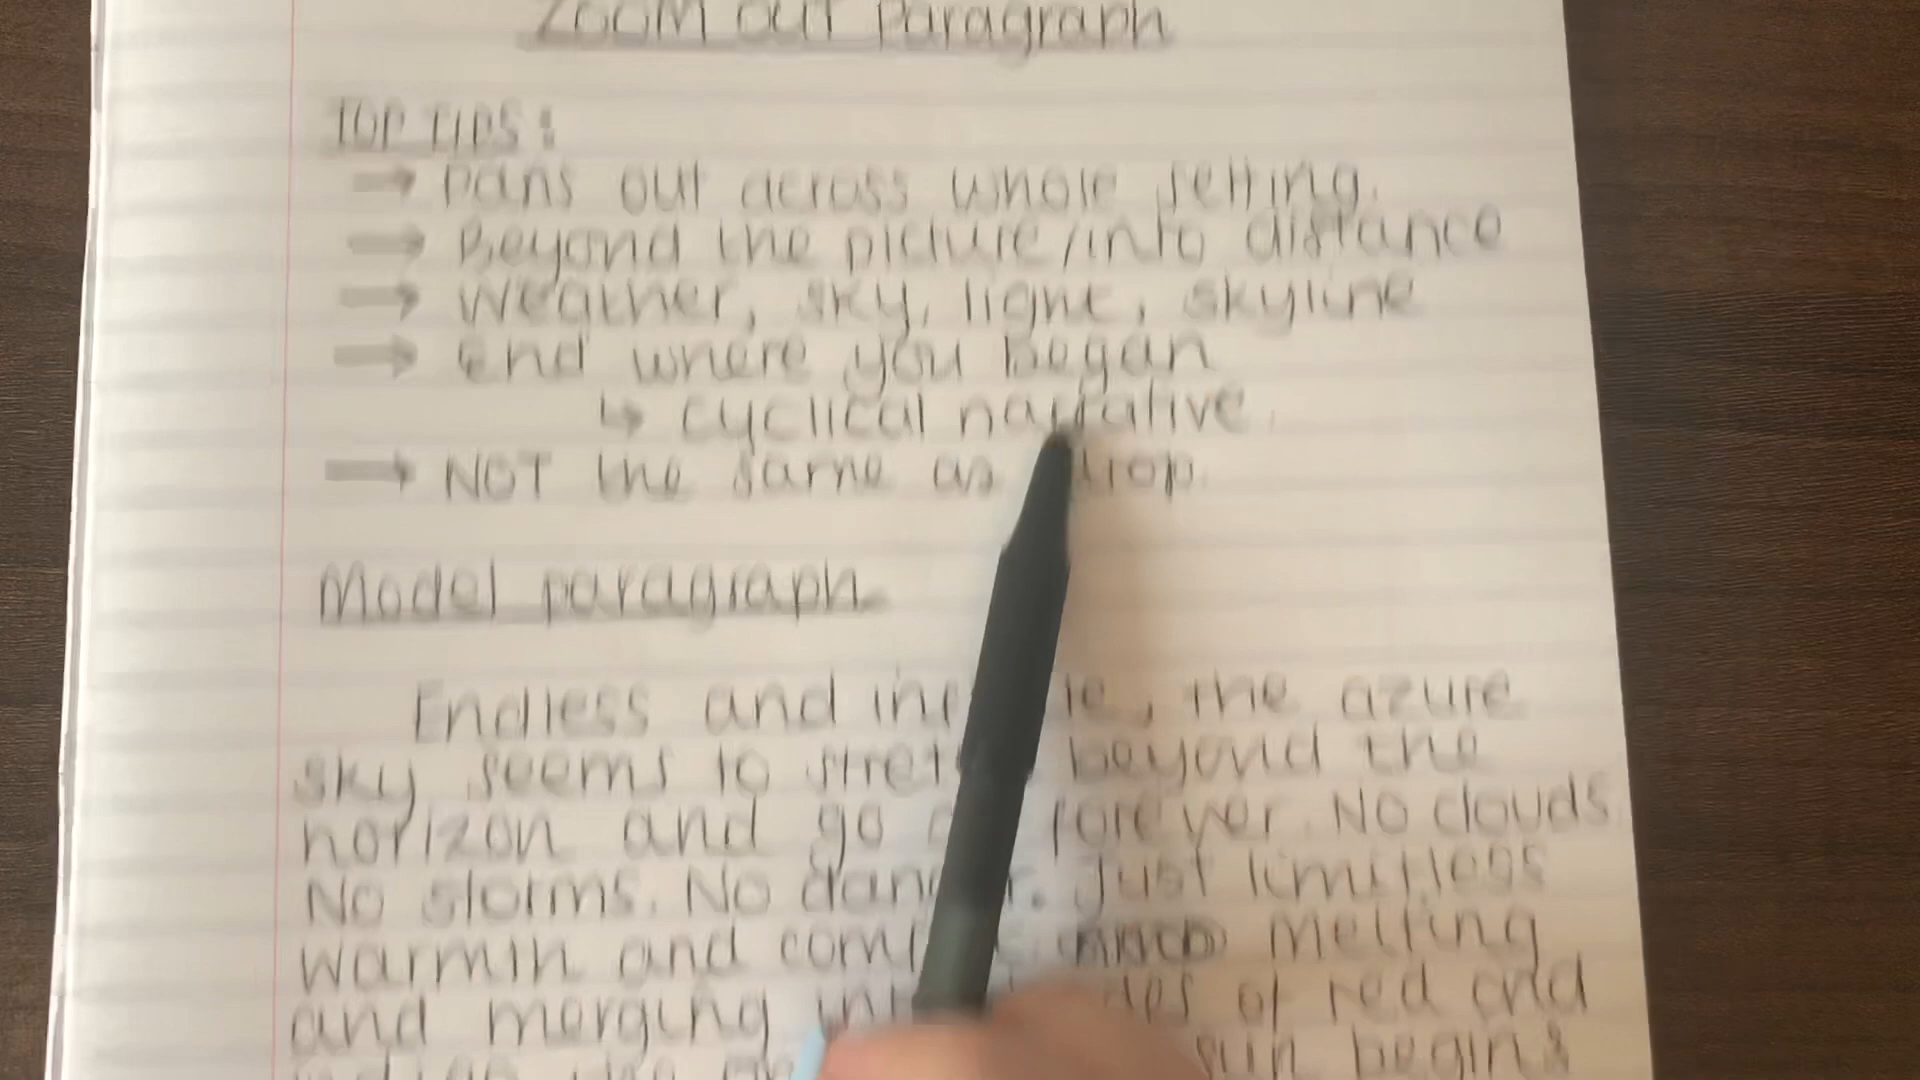 Zoom out Paragraph
TOP TIPS:
→ Pans out across whole setting.
→ Beyond the picture/into distance
→ Weather, sky, light, skyline
→ End where you began
↳ cyclical narrative.
→ NOT the same as drop.
Model paragraph
Endless and, the azure
sky seems to beyond the
horizon and go forever. No clouds.
No storms. No. Just limitless
warmth and melting
and merging of red and
sun begins